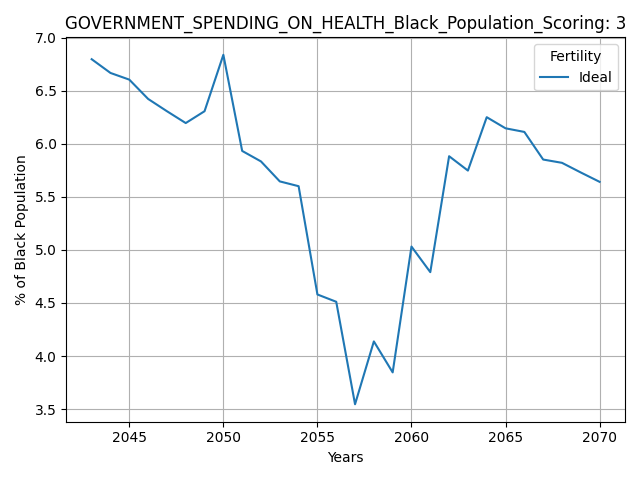 GOVERNMENT_SPENDING_ON_HEALTH_Black_Population_Scoring: 3
Fertility
Ideal
% of Black Population
7.0
6.5
6.0
5.5
5.0
4.5
4.0
3.5
2045 2050 2055 2060 2065 2070
Years